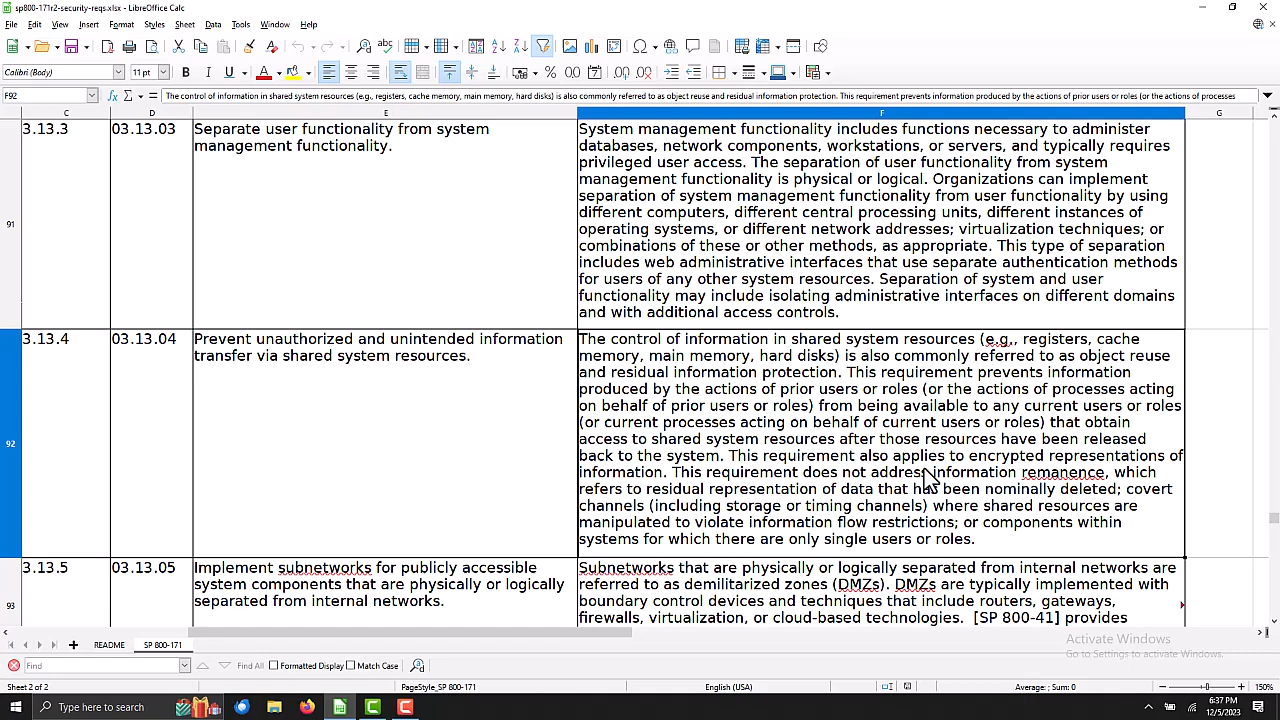 sp800-171r2-security-reqs.xlsx - LibreOffice Calc
File Edit View Insert Format Styles Sheet Data Tools Window Help
Calibri (Body) 11 pt
F92 The control of information in shared system resources (e.g., registers, cache memory, main memory, hard disks) is also commonly referred to as object reuse and residual information protection. This requirement prevents information produced by the actions of prior users or roles (or the actions of processes
C D E F G
91
3.13.3 03.13.03
Separate user functionality from system
management functionality.
System management functionality includes functions necessary to administer
databases, network components, workstations, or servers, and typically requires
privileged user access. The separation of user functionality from system
management functionality is physical or logical. Organizations can implement
separation of system management functionality from user functionality by using
different computers, different central processing units, different instances of
operating systems, or different network addresses; virtualization techniques; or
combinations of these or other methods, as appropriate. This type of separation
includes web administrative interfaces that use separate authentication methods
for users of any other system resources. Separation of system and user
functionality may include isolating administrative interfaces on different domains
and with additional access controls.
92
3.13.4 03.13.04
Prevent unauthorized and unintended information
transfer via shared system resources.
The control of information in shared system resources (e.g., registers, cache
memory, main memory, hard disks) is also commonly referred to as object reuse
and residual information protection. This requirement prevents information
produced by the actions of prior users or roles (or the actions of processes acting
on behalf of prior users or roles) from being available to any current users or roles
(or current processes acting on behalf of current users or roles) that obtain
access to shared system resources after those resources have been released
back to the system. This requirement also applies to encrypted representations of
information. This requirement does not address information remanence, which
refers to residual representation of data that has been nominally deleted; covert
channels (including storage or timing channels) where shared resources are
manipulated to violate information flow restrictions; or components within
systems for which there are only single users or roles.
93
3.13.5 03.13.05
Implement subnetworks for publicly accessible
system components that are physically or logically
separated from internal networks.
Subnetworks that are physically or logically separated from internal networks are
referred to as demilitarized zones (DMZs). DMZs are typically implemented with
boundary control devices and techniques that include routers, gateways,
firewalls, virtualization, or cloud-based technologies. [SP 800-41] provides
README SP 800-171
Activate Windows
Go to Settings to activate Windows.
Find Find All Formatted Display Match Case
Sheet 2 of 2 PageStyle_SP 800-171 English (USA) Average: ; Sum: 0 150%
Type here to search
6:37 PM
12/5/2023